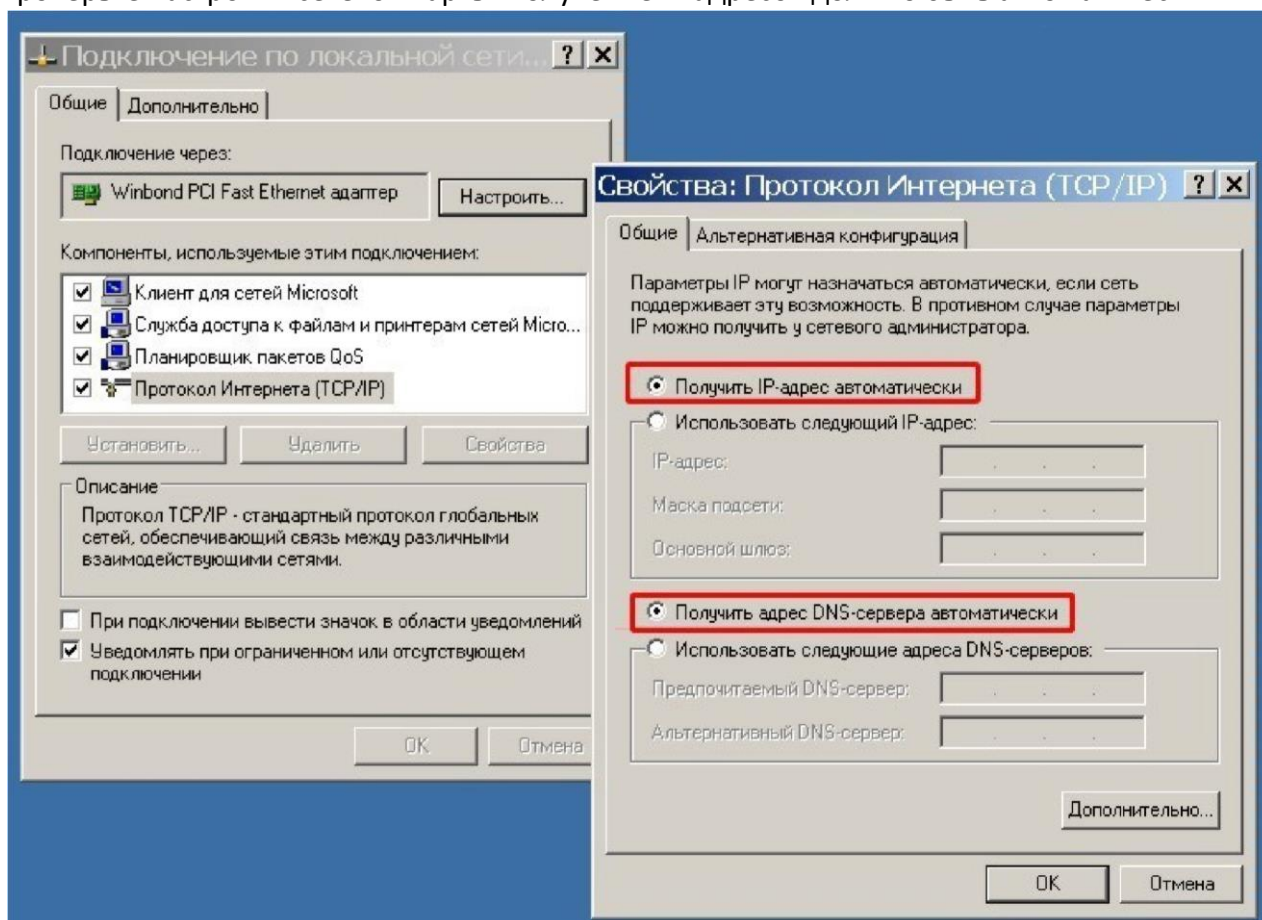 Подключение по локальной сети...
Общие
Дополнительно
Подключение через:
Winbond PCI Fast Ethernet адаптер
Настроить...
Компоненты, используемые этим подключением:
Клиент для сетей Microsoft
Служба доступа к файлам и принтерам сетей Micro...
Планировщик пакетов QoS
Протокол Интернета (TCP/IP)
Установить...
Удалить
Свойства
Описание
Протокол TCP/IP - стандартный протокол глобальных
сетей, обеспечивающий связь между различными
взаимодействующими сетями.
При подключении вывести значок в области уведомлений
Уведомлять при ограниченном или отсутствующем
подключении
OK
Отмена
Свойства: Протокол Интернета (TCP/IP)
Общие
Альтернативная конфигурация
Параметры IP могут назначаться автоматически, если сеть
поддерживает эту возможность. В противном случае параметры
IP можно получить у сетевого администратора.
Получить IP-адрес автоматически
Использовать следующий IP-адрес:
IP-адрес:
Маска подсети:
Основной шлюз:
Получить адрес DNS-сервера автоматически
Использовать следующие адреса DNS-серверов:
Предпочитаемый DNS-сервер:
Альтернативный DNS-сервер:
Дополнительно...
OK
Отмена